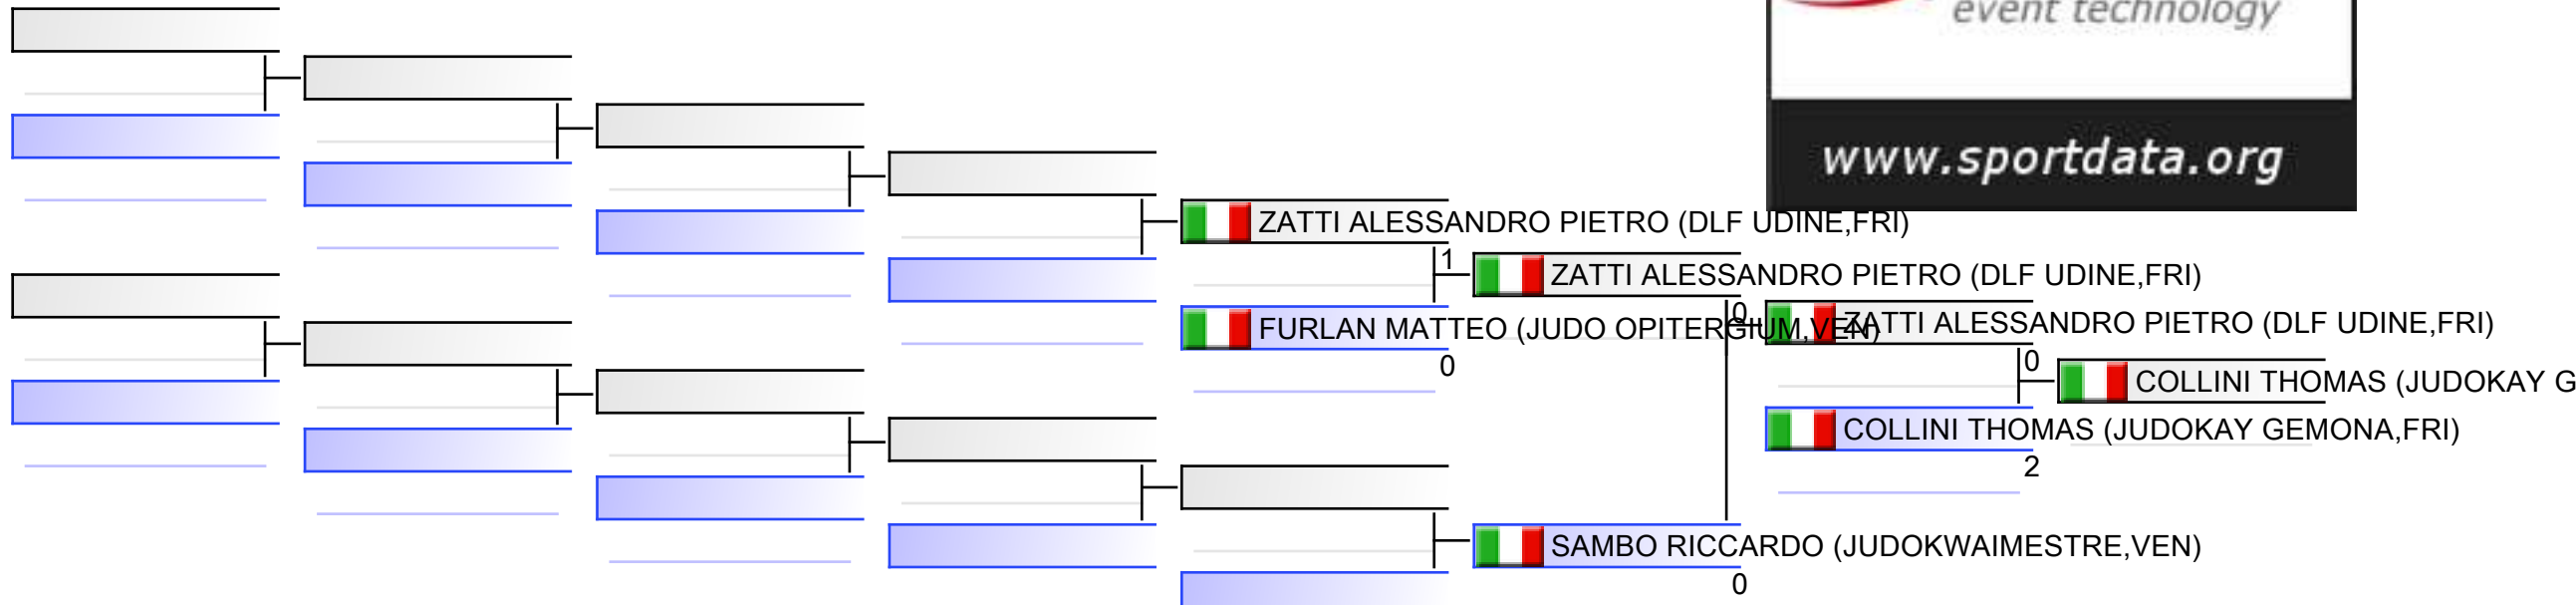 event technology
www.sportdata.org
ZATTI ALESSANDRO PIETRO (DLF UDINE,FRI)
1
ZATTI ALESSANDRO PIETRO (DLF UDINE,FRI)
0
ZATTI ALESSANDRO PIETRO (DLF UDINE,FRI)
FURLAN MATTEO (JUDO OPITERGIUM,VEN)
0
0
COLLINI THOMAS (JUDOKAY G
COLLINI THOMAS (JUDOKAY GEMONA,FRI)
2
SAMBO RICCARDO (JUDOKWAIMESTRE,VEN)
0